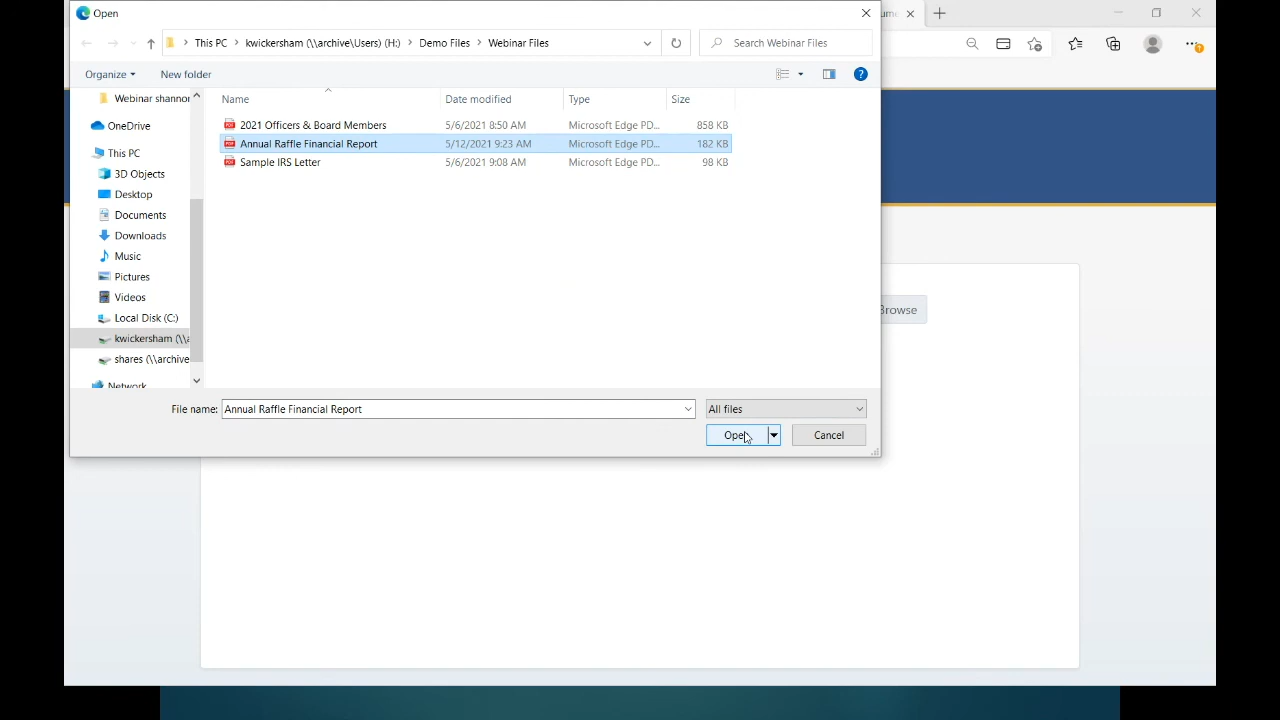 Open
This PC > kwickersham (\\archive\Users) (H:) > Demo Files > Webinar Files
Search Webinar Files
Organize
New folder
?
Webinar shannon
OneDrive
This PC
3D Objects
Desktop
Documents
Downloads
Music
Pictures
Videos
Local Disk (C:)
kwickersham (\\a
shares (\\archive
Network
Name Date modified Type Size
2021 Officers & Board Members 5/6/2021 8:50 AM Microsoft Edge PD... 858 KB
Annual Raffle Financial Report 5/12/2021 9:23 AM Microsoft Edge PD... 182 KB
Sample IRS Letter 5/6/2021 9:08 AM Microsoft Edge PD... 98 KB
File name: Annual Raffle Financial Report
All files
Open
Cancel
Browse